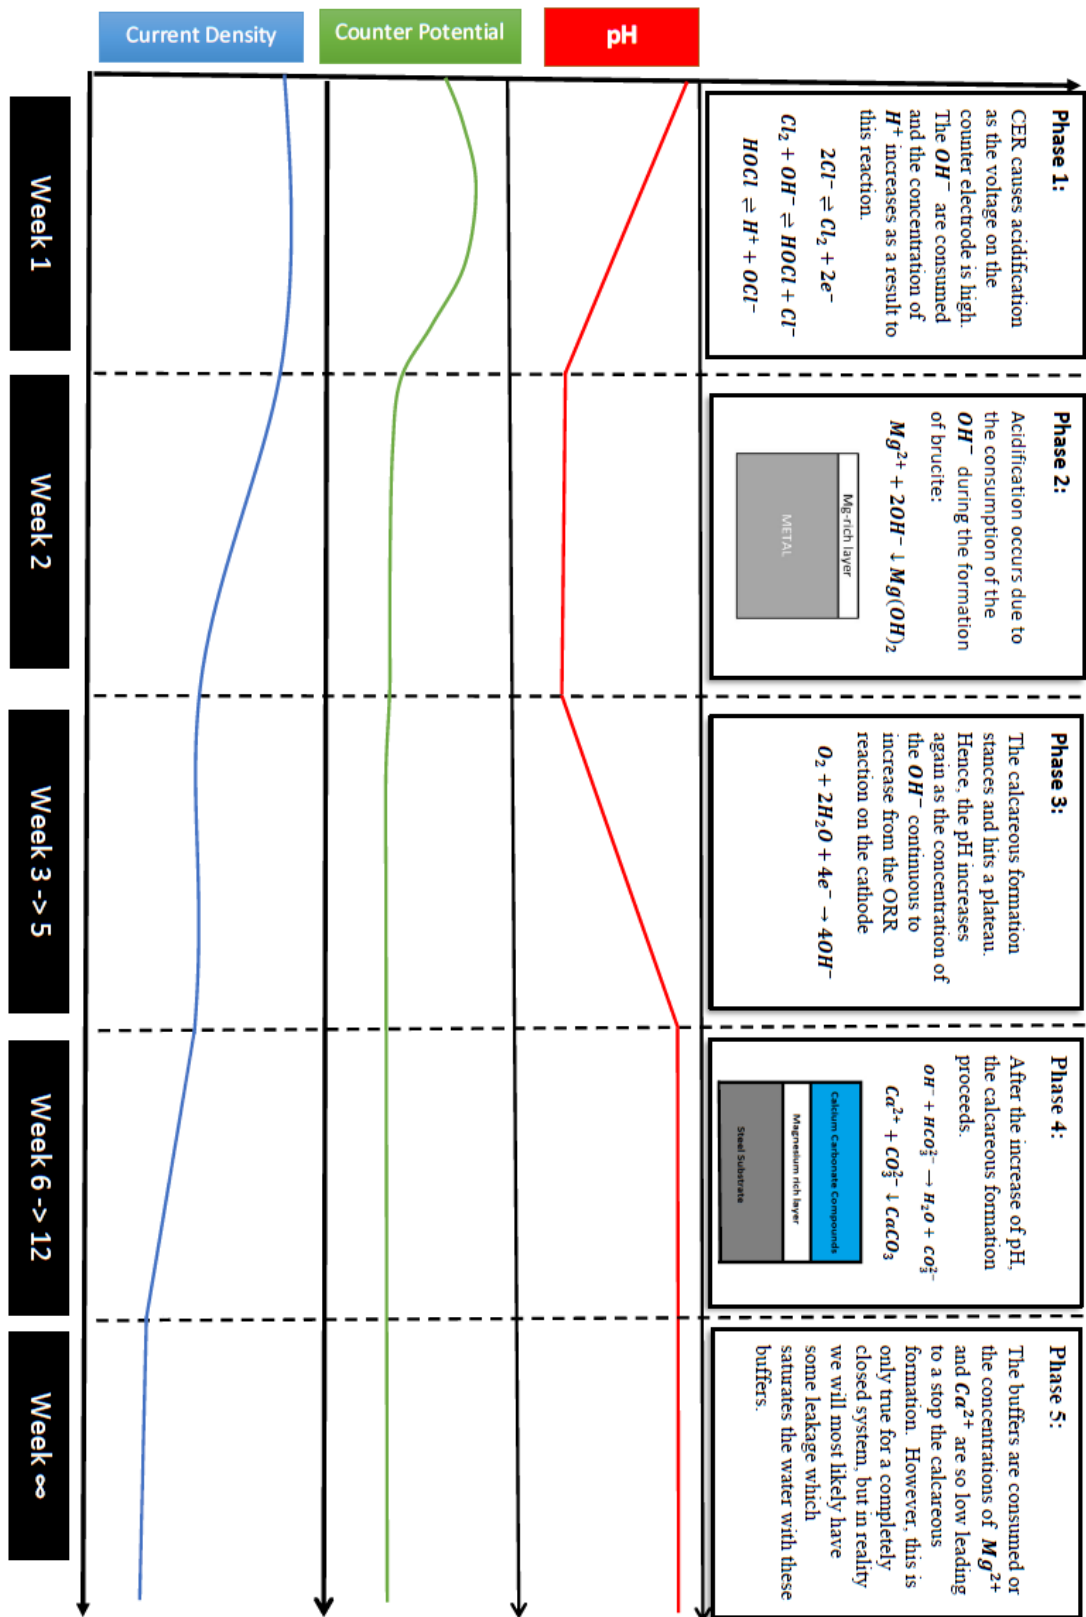 Current Density
Counter Potential
pH
Phase 1:
CER causes acidification
as the voltage on the
counter electrode is high.
The OH⁻ are consumed
and the concentration of
H⁺ increases as a result to
this reaction.
2Cl⁻ ⇌ Cl₂ + 2e⁻
Cl₂ + OH⁻ ⇌ HOCl + Cl⁻
HOCl ⇌ H⁺ + OCl⁻
Phase 2:
Acidification occurs due to
the consumption of the
OH⁻ during the formation
of brucite:
Mg²⁺ + 2OH⁻ ↓ Mg(OH)₂
Mg-rich layer
METAL
Phase 3:
The calcareous formation
stances and hits a plateau.
Hence, the pH increases
again as the concentration of
the OH⁻ continuous to
increase from the ORR
reaction on the cathode
O₂ + 2H₂O + 4e⁻ → 4OH⁻
Phase 4:
After the increase of pH,
the calcareous formation
proceeds.
OH⁻ + HCO₃²⁻ → H₂O + CO₃²⁻
Ca²⁺ + CO₃²⁻ ↓ CaCO₃
Calcium Carbonate Compounds
Magnesium rich layer
Steel Substrate
Phase 5:
The buffers are consumed or
the concentrations of Mg²⁺
and Ca²⁺ are so low leading
to a stop the calcareous
formation. However, this is
only true for a completely
closed system, but in reality
we will most likely have
some leakage which
saturates the water with these
buffers.
Week 1
Week 2
Week 3 -> 5
Week 6 -> 12
Week ∞